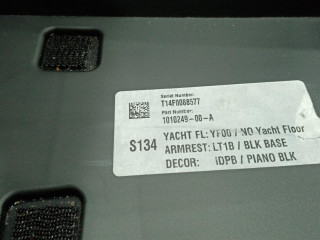 Serial Number:
T14F0088577
Part Number:
1010249-00-A
S134
YACHT FL: YF00 / NO Yacht Floor
ARMREST: LT1B / BLK BASE
DECOR: iDPB / PIANO BLK